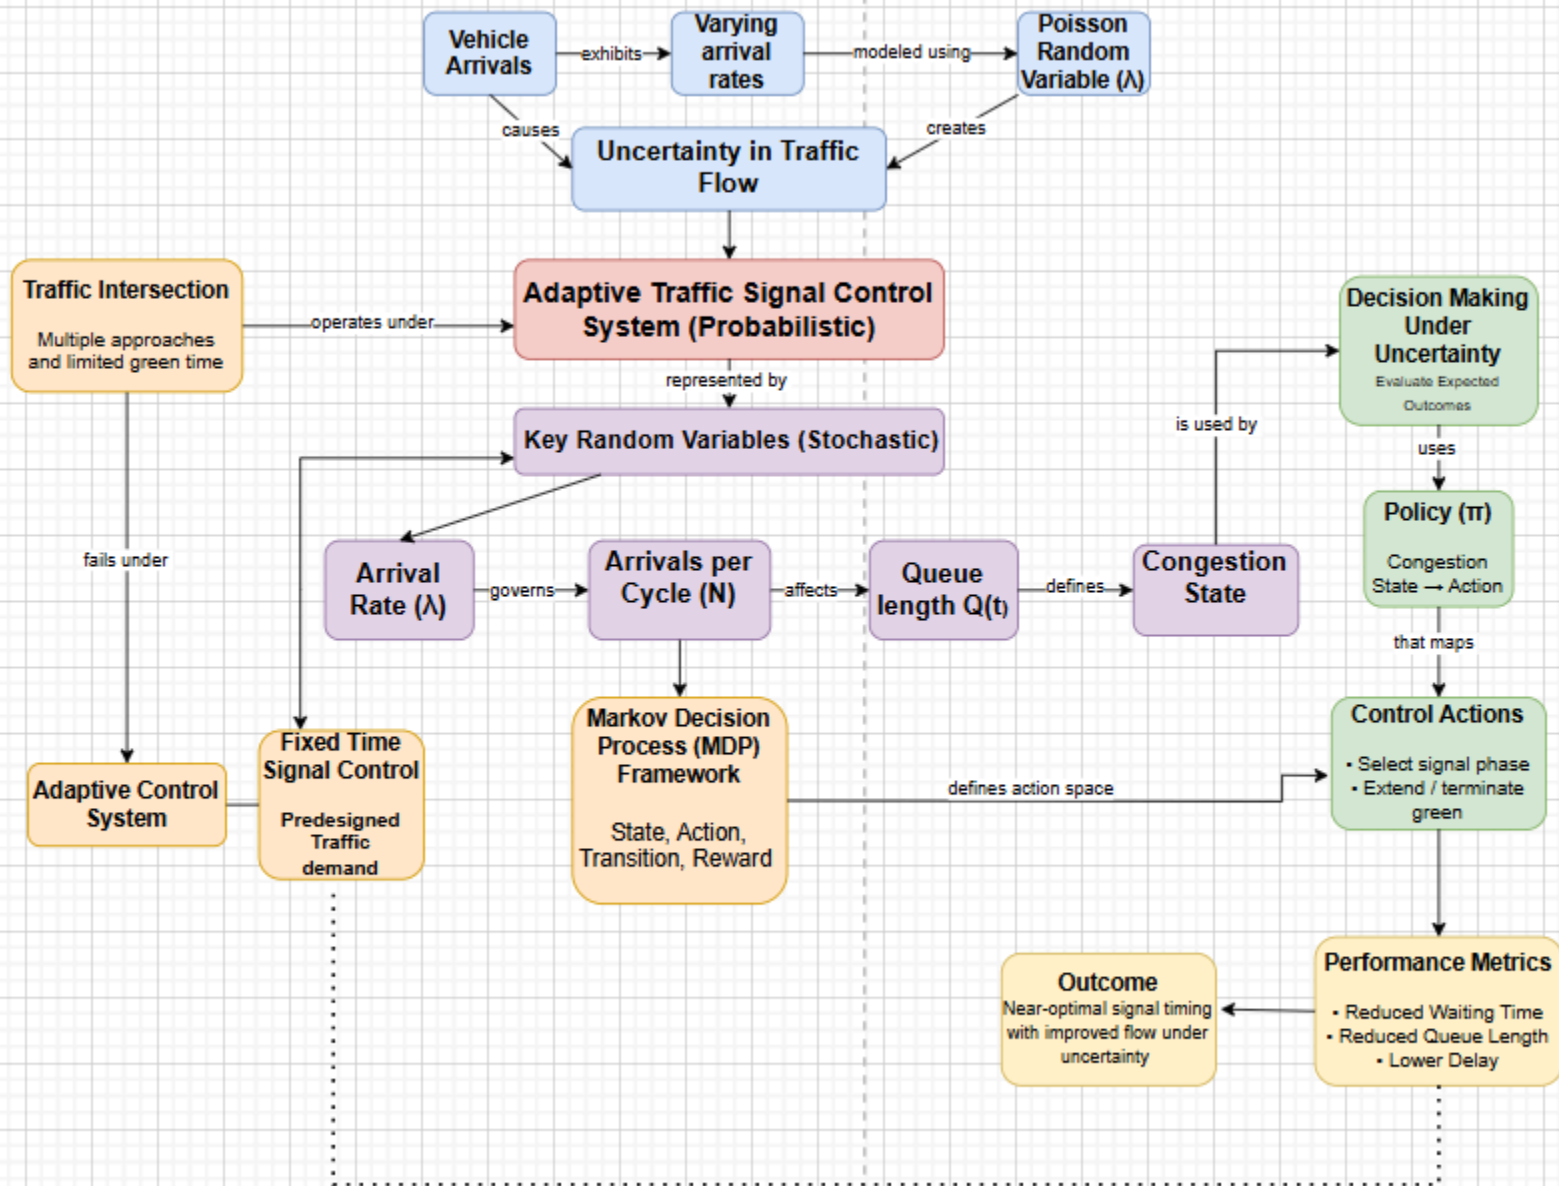 Vehicle
Arrivals
exhibits
Varying
arrival
rates
modeled using
Poisson
Random
Variable (λ)
causes
creates
Uncertainty in Traffic
Flow
Traffic Intersection
Multiple approaches
and limited green time
operates under
Adaptive Traffic Signal Control
System (Probabilistic)
represented by
Key Random Variables (Stochastic)
Decision Making
Under
Uncertainty
Evaluate Expected
Outcomes
is used by
uses
Policy (π)
Congestion
State → Action
fails under
Arrival
Rate (λ)
governs
Arrivals per
Cycle (N)
affects
Queue
length Q(t)
defines
Congestion
State
that maps
Control Actions
• Select signal phase
• Extend / terminate
green
Adaptive Control
System
Fixed Time
Signal Control
Predesigned
Traffic
demand
Markov Decision
Process (MDP)
Framework
State, Action,
Transition, Reward
defines action space
Outcome
Near-optimal signal timing
with improved flow under
uncertainty
Performance Metrics
• Reduced Waiting Time
• Reduced Queue Length
• Lower Delay